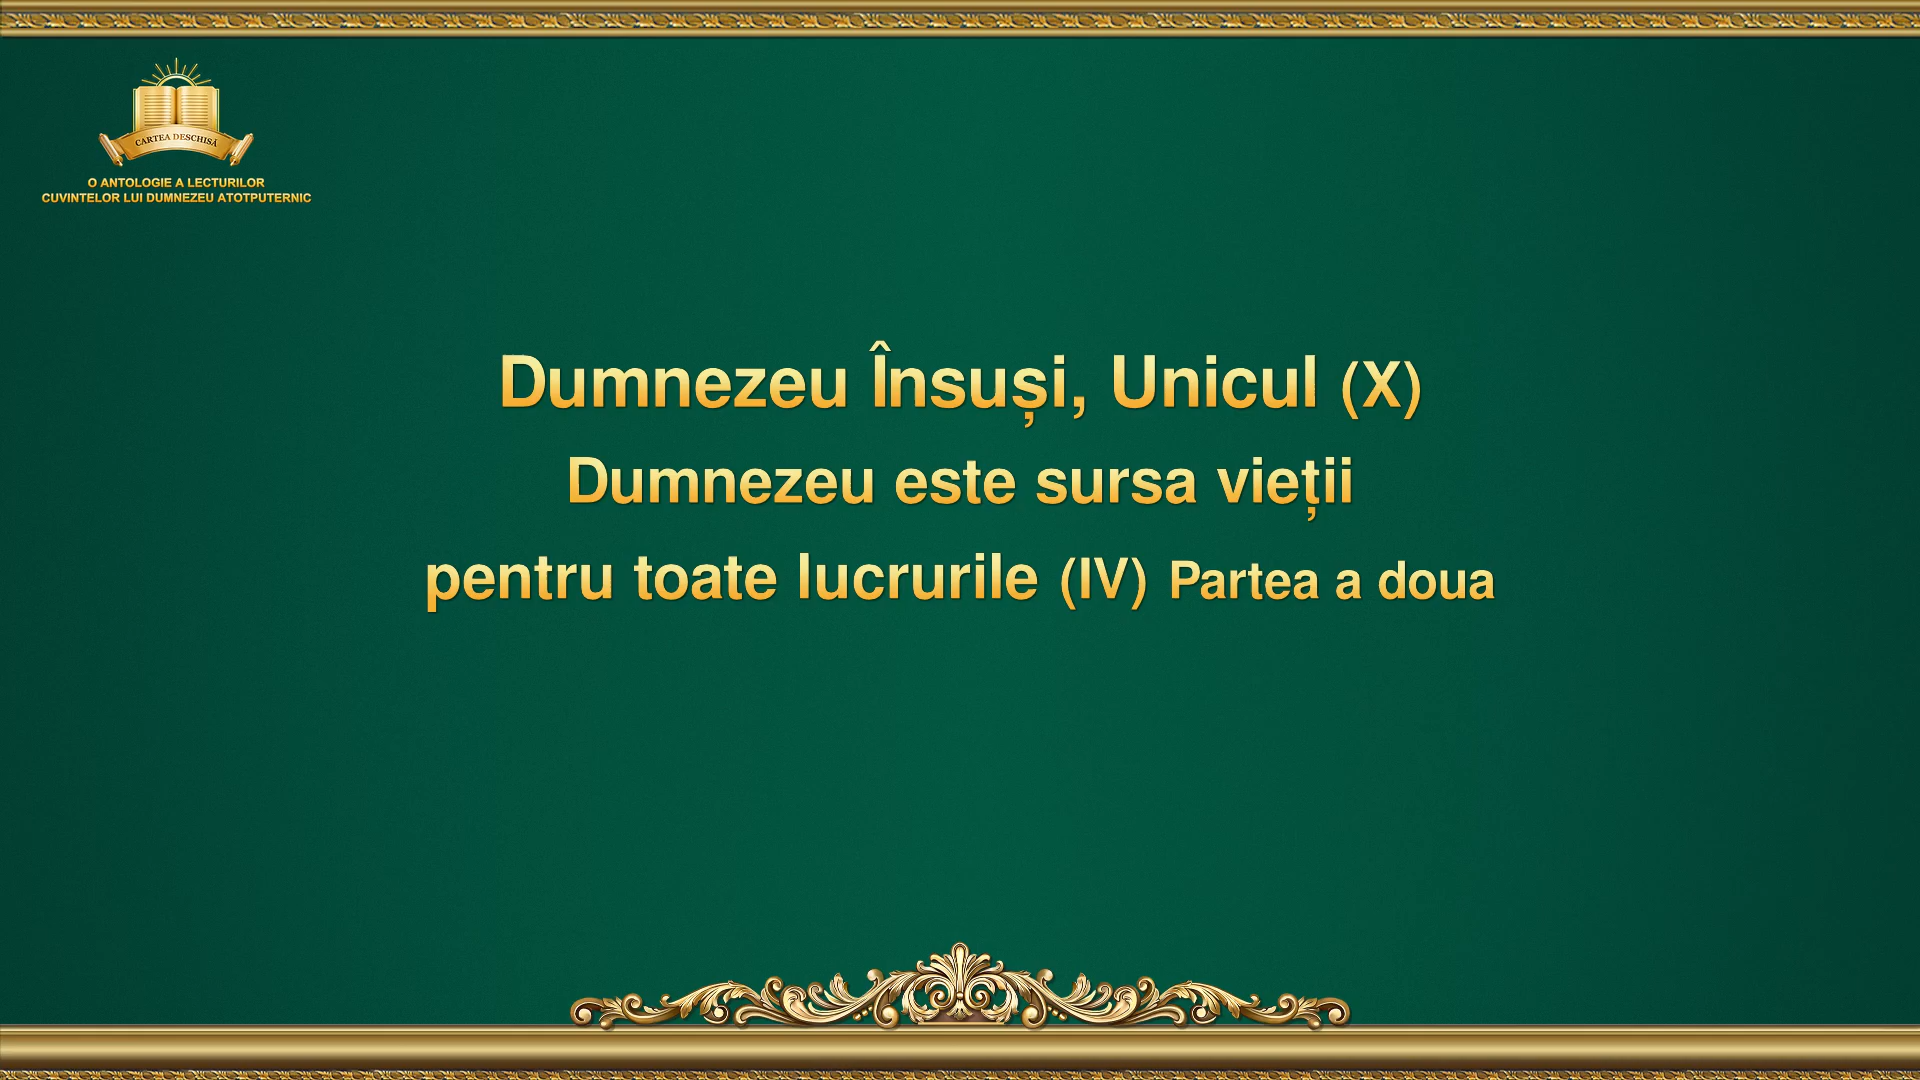 CARTEA DESCHISĂ
O ANTOLOGIE A LECTURILOR
CUVINTELOR LUI DUMNEZEU ATOTPUTERNIC
Dumnezeu Însuși, Unicul (X)
Dumnezeu este sursa vieții
pentru toate lucrurile (IV) Partea a doua